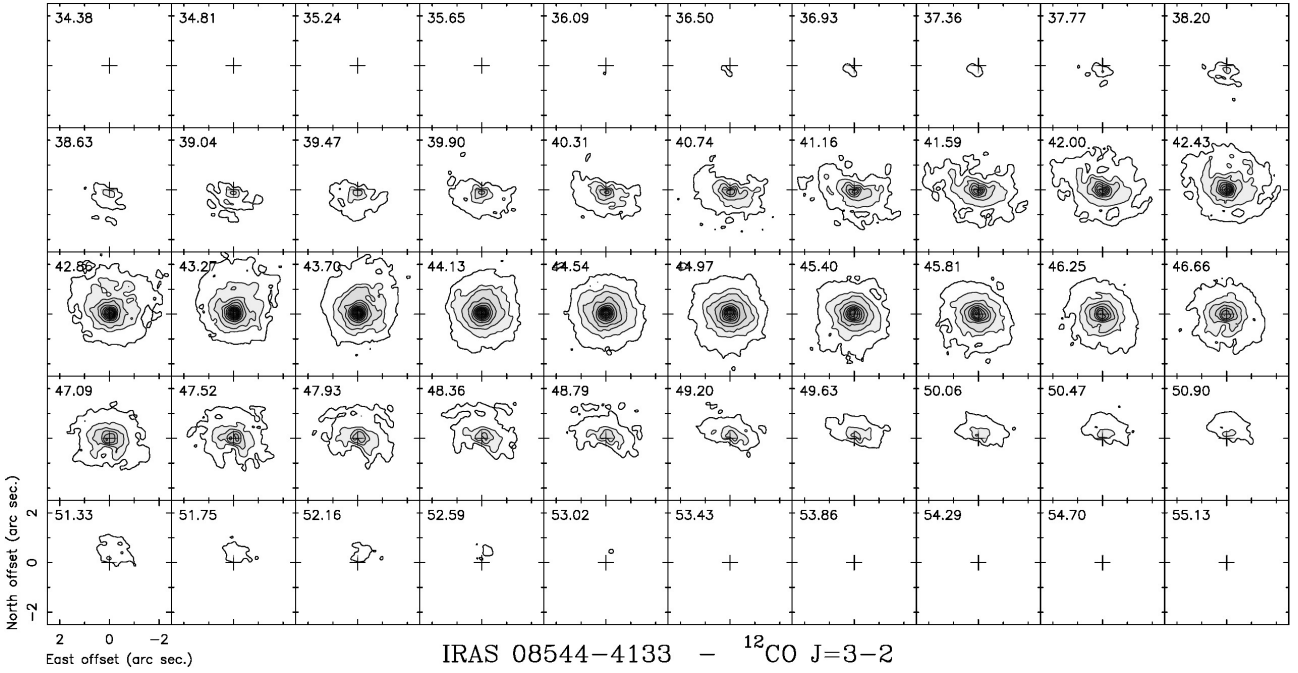 34.38 34.81 35.24 35.65 36.09 36.50 36.93 37.36 37.77 38.20
38.63 39.04 39.47 39.90 40.31 40.74 41.16 41.59 42.00 42.43
42.86 43.27 43.70 44.13 44.54 44.97 45.40 45.81 46.25 46.66
47.09 47.52 47.93 48.36 48.79 49.20 49.63 50.06 50.47 50.90
51.33 51.75 52.16 52.59 53.02 53.43 53.86 54.29 54.70 55.13
2
0
-2
North offset (arc sec.)
2 0 -2
East offset (arc sec.)
IRAS 08544-4133 - ¹²CO J=3-2